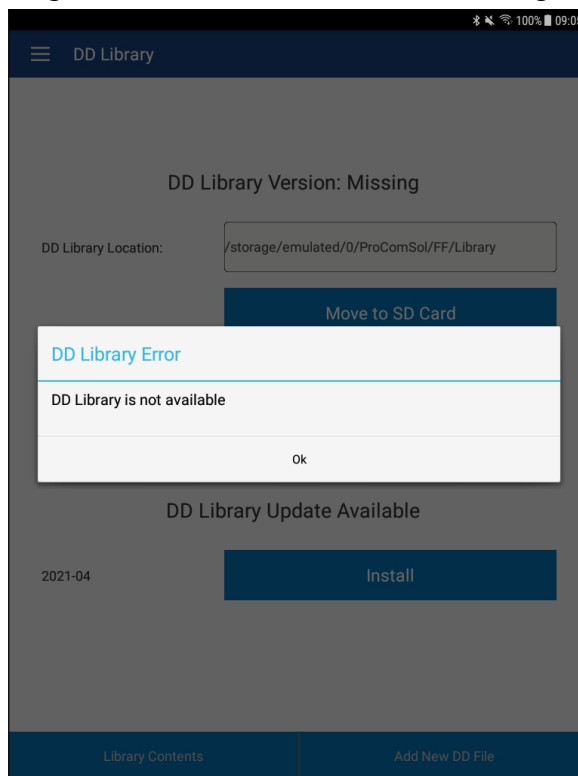 100% 09:05
DD Library
DD Library Version: Missing
DD Library Location:
/storage/emulated/0/ProComSol/FF/Library
Move to SD Card
DD Library Error
DD Library is not available
Ok
DD Library Update Available
2021-04
Install
Library Contents
Add New DD File